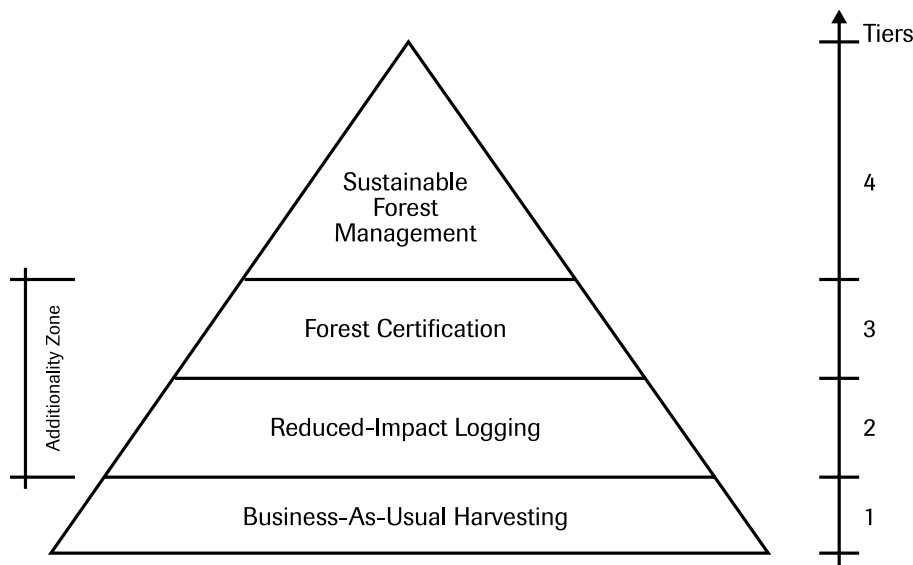 Tiers
Sustainable
Forest
Management
4
Additionality Zone
Forest Certification
3
Reduced-Impact Logging
2
Business-As-Usual Harvesting
1